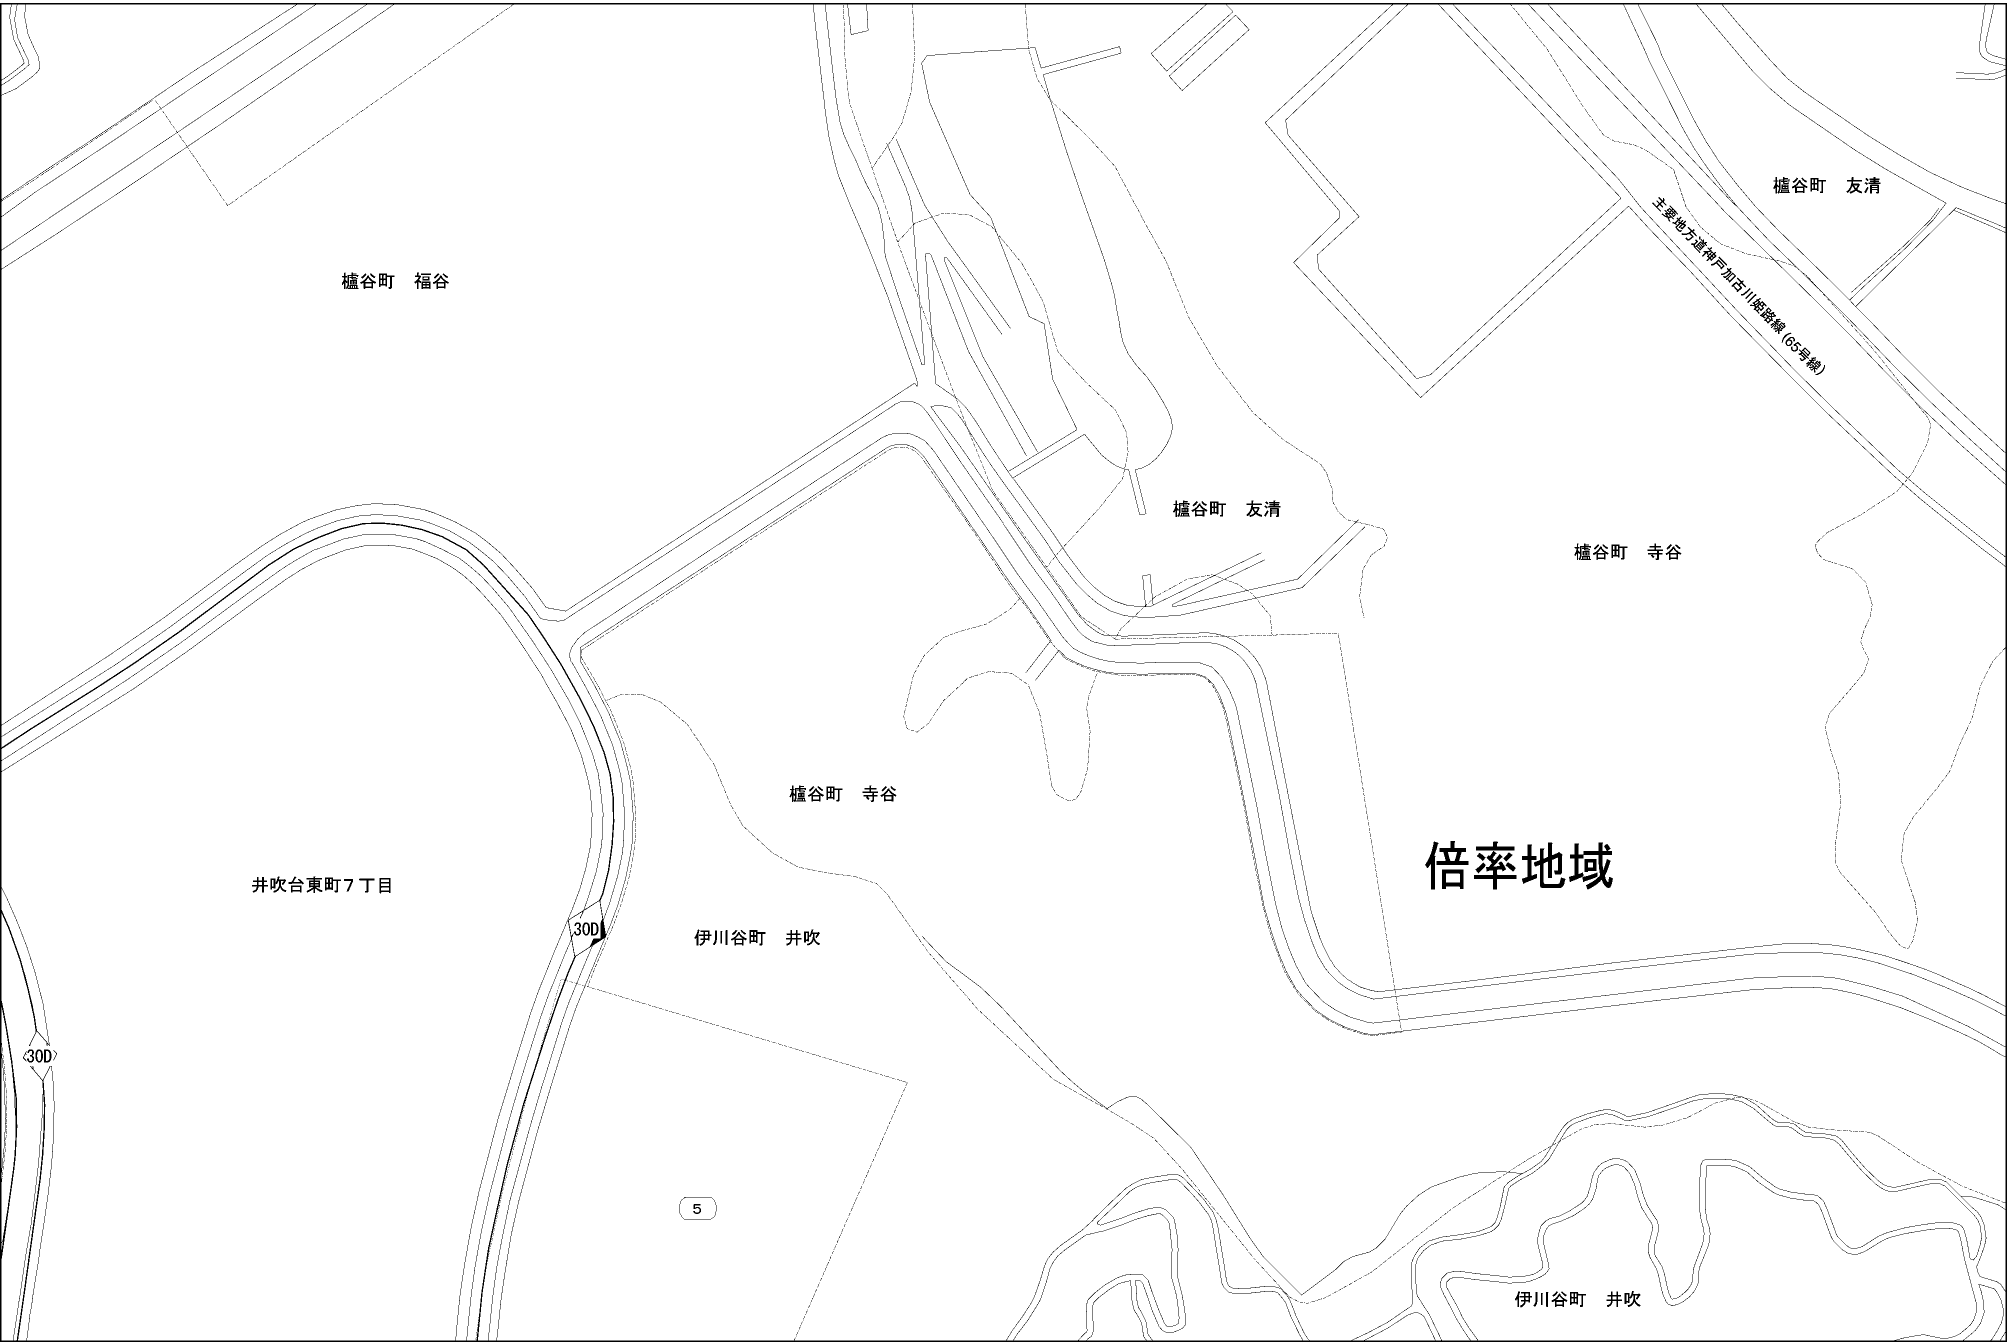 櫨谷町　友清
主要地方道神戸加古川姫路線(65号線)
櫨谷町　福谷
櫨谷町　友清
櫨谷町　寺谷
櫨谷町　寺谷
倍率地域
井吹台東町7丁目
30D
伊川谷町　井吹
30D
5
伊川谷町　井吹